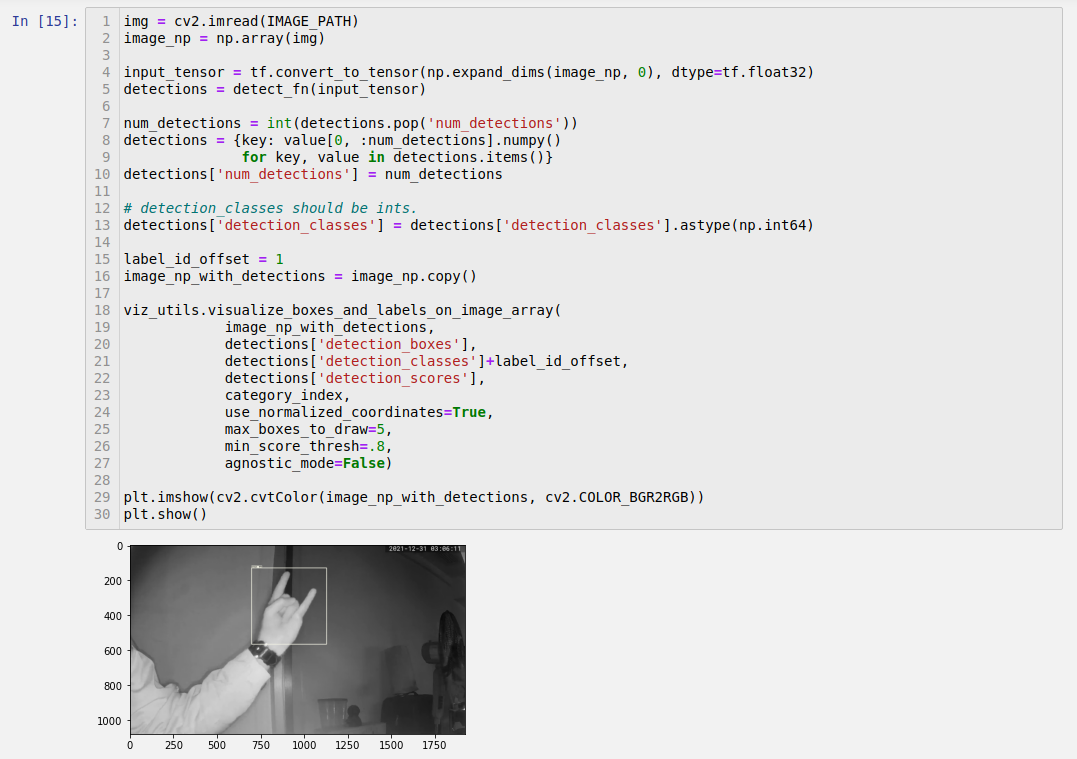 In [15]:
1 img = cv2.imread(IMAGE_PATH)
2 image_np = np.array(img)
3
4 input_tensor = tf.convert_to_tensor(np.expand_dims(image_np, 0), dtype=tf.float32)
5 detections = detect_fn(input_tensor)
6
7 num_detections = int(detections.pop('num_detections'))
8 detections = {key: value[0, :num_detections].numpy()
9               for key, value in detections.items()}
10 detections['num_detections'] = num_detections
11
12 # detection_classes should be ints.
13 detections['detection_classes'] = detections['detection_classes'].astype(np.int64)
14
15 label_id_offset = 1
16 image_np_with_detections = image_np.copy()
17
18 viz_utils.visualize_boxes_and_labels_on_image_array(
19             image_np_with_detections,
20             detections['detection_boxes'],
21             detections['detection_classes']+label_id_offset,
22             detections['detection_scores'],
23             category_index,
24             use_normalized_coordinates=True,
25             max_boxes_to_draw=5,
26             min_score_thresh=.8,
27             agnostic_mode=False)
28
29 plt.imshow(cv2.cvtColor(image_np_with_detections, cv2.COLOR_BGR2RGB))
30 plt.show()
2021-12-31 03:06:11
0
200
400
600
800
1000
0 250 500 750 1000 1250 1500 1750